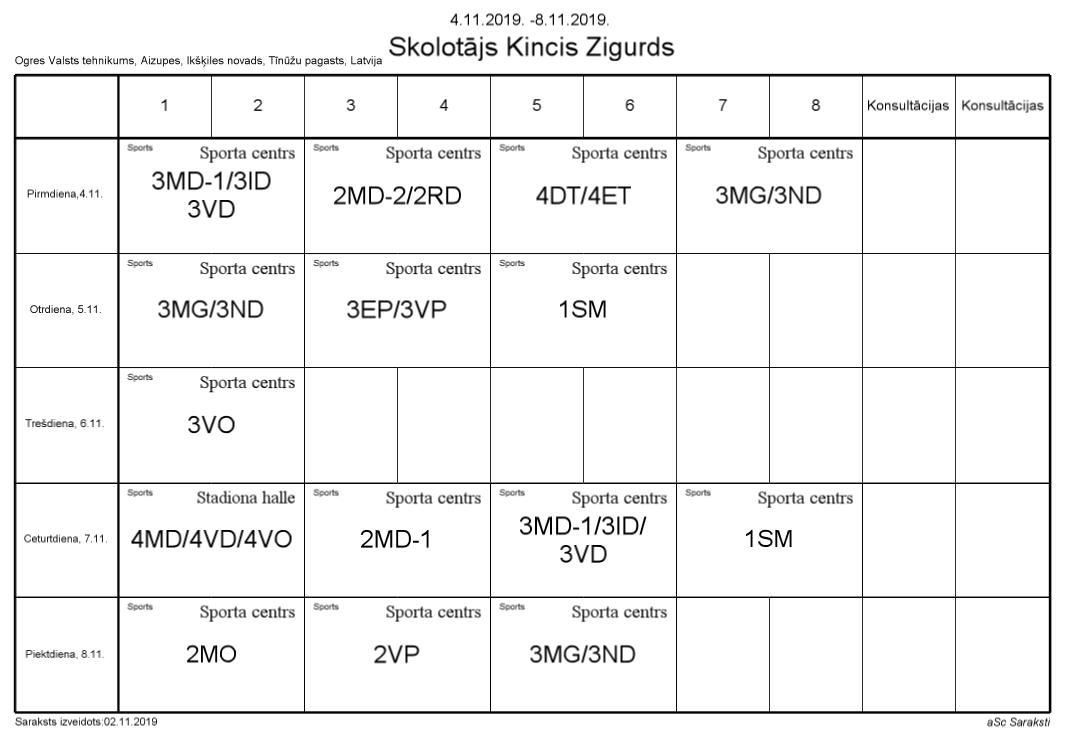 4.11.2019. -8.11.2019.
Skolotājs Kincis Zigurds
Ogres Valsts tehnikums, Aizupes, Ikšķiles novads, Tīnūžu pagasts, Latvija
1 2 3 4 5 6 7 8 Konsultācijas Konsultācijas
Pirmdiena,4.11.
Sports Sporta centrs
3MD-1/3ID
3VD
Sports Sporta centrs
2MD-2/2RD
Sports Sporta centrs
4DT/4ET
Sports Sporta centrs
3MG/3ND
Otrdiena, 5.11.
Sports Sporta centrs
3MG/3ND
Sports Sporta centrs
3EP/3VP
Sports Sporta centrs
1SM
Trešdiena, 6.11.
Sports Sporta centrs
3VO
Ceturtdiena, 7.11.
Sports Stadiona halle
4MD/4VD/4VO
Sports Sporta centrs
2MD-1
Sports Sporta centrs
3MD-1/3ID/
3VD
Sports Sporta centrs
1SM
Piektdiena, 8.11.
Sports Sporta centrs
2MO
Sports Sporta centrs
2VP
Sports Sporta centrs
3MG/3ND
Saraksts izveidots:02.11.2019
aSc Saraksti